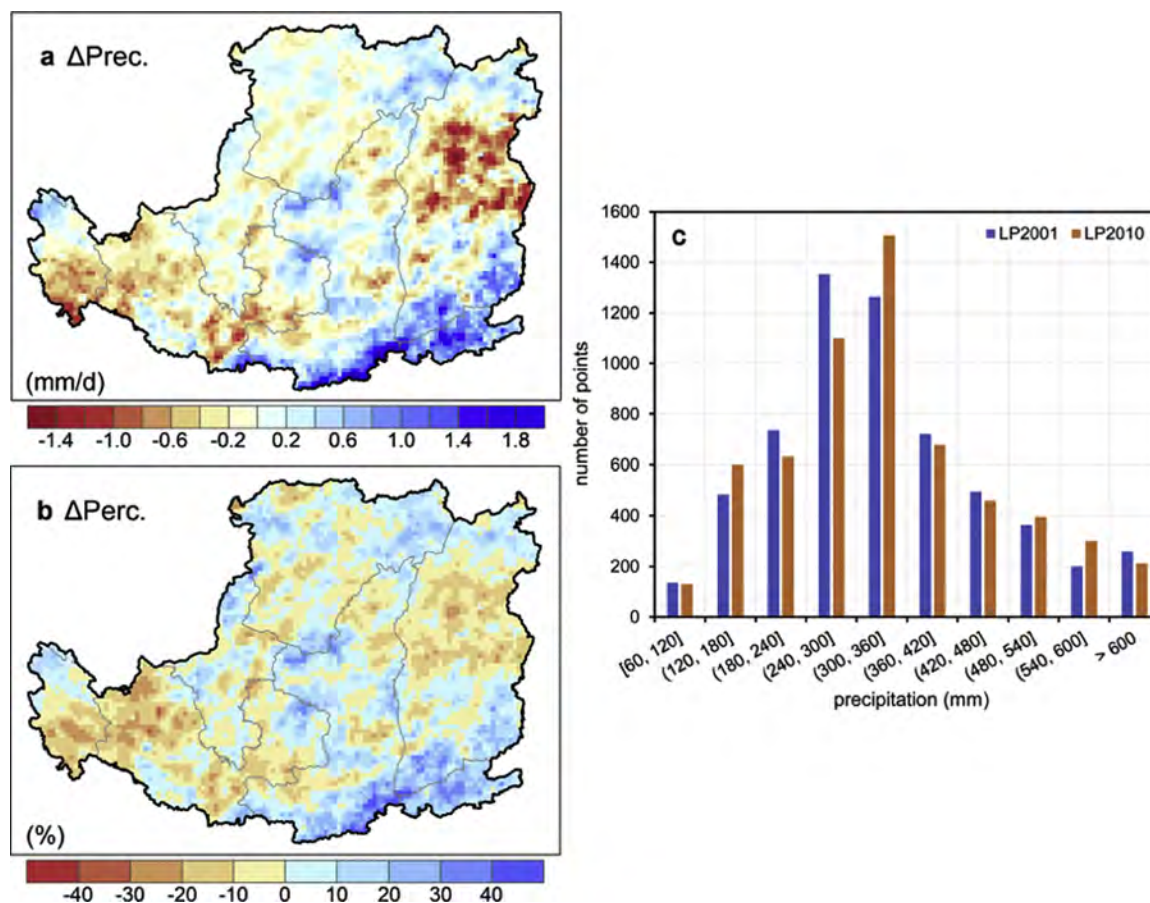 a ΔPrec.
(mm/d)
-1.4 -1.0 -0.6 -0.2 0.2 0.6 1.0 1.4 1.8
b ΔPerc.
(%)
-40 -30 -20 -10 0 10 20 30 40
c
LP2001 LP2010
number of points
1600
1400
1200
1000
800
600
400
200
0
[60, 120] (120, 180] (180, 240] (240, 300] (300, 360] (360, 420] (420, 480] (480, 540] (540, 600] > 600
precipitation (mm)